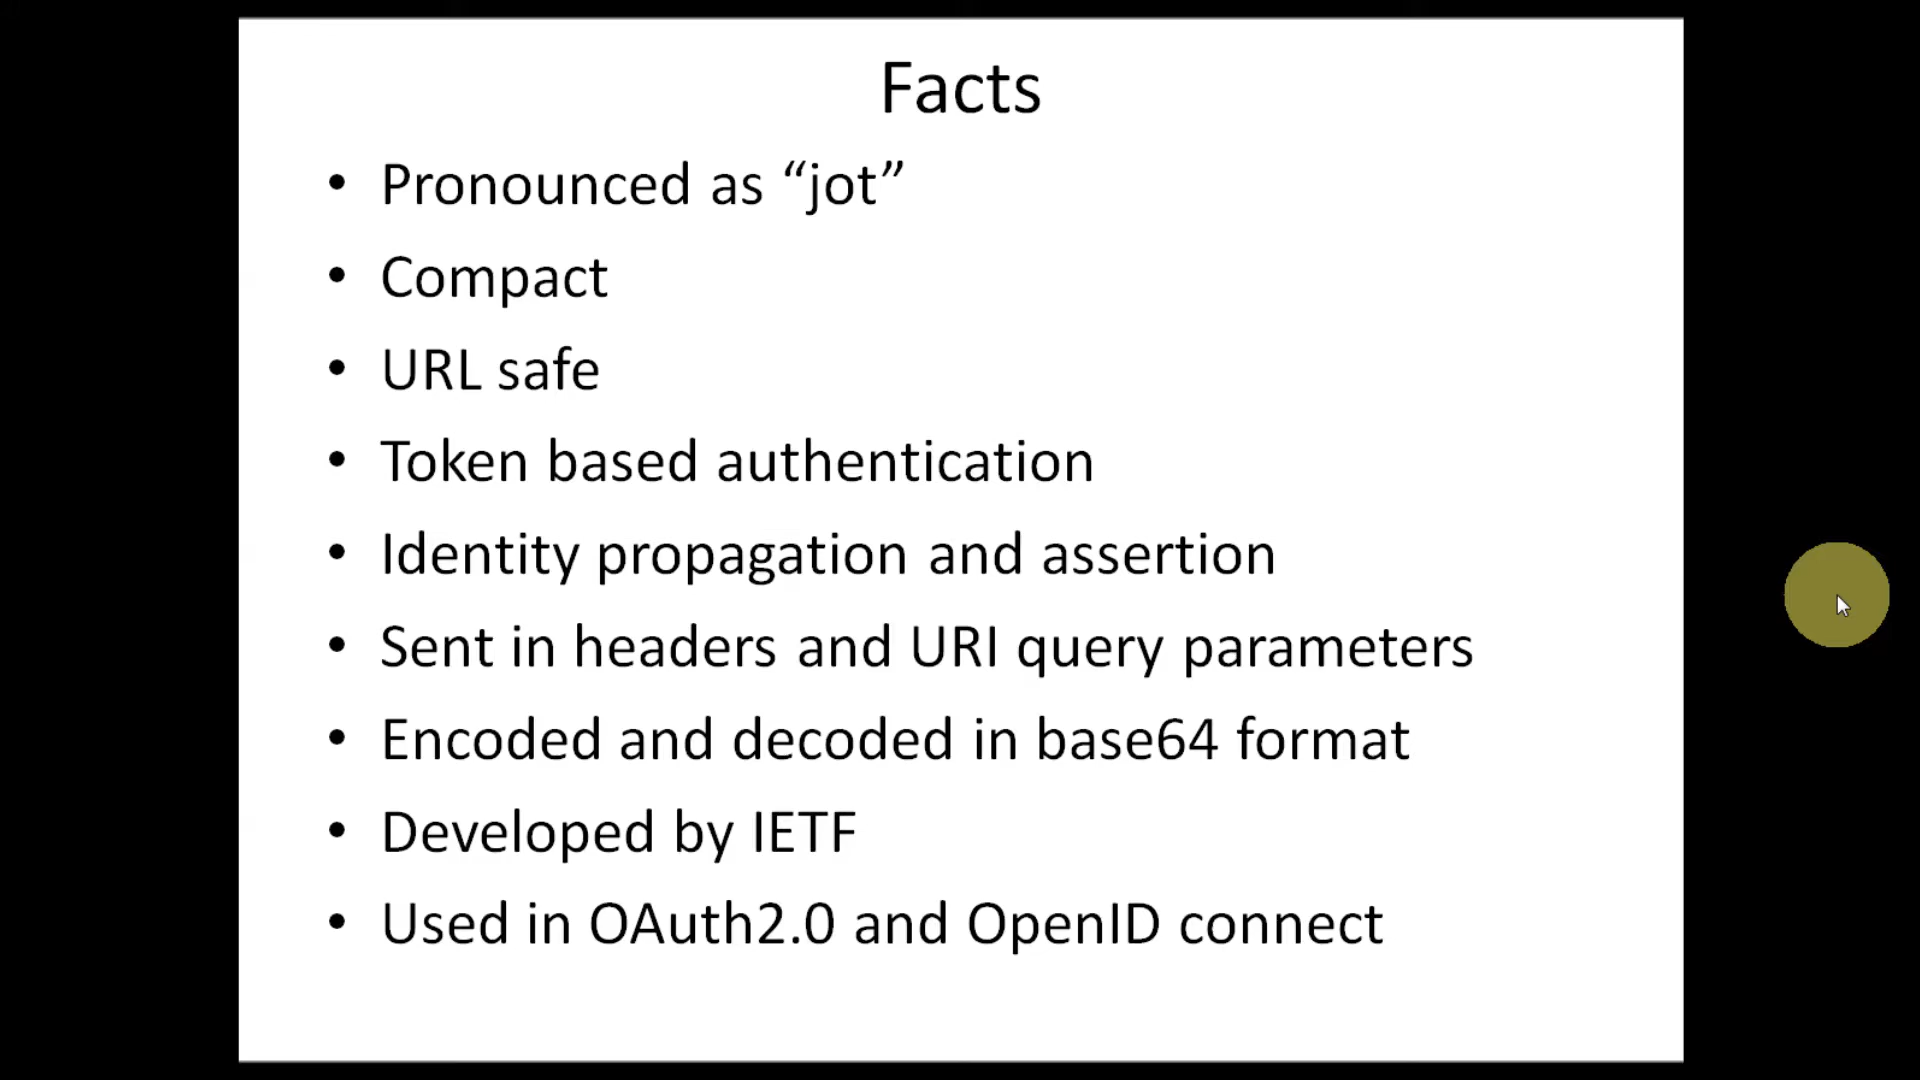 Facts
• Pronounced as “jot”
• Compact
• URL safe
• Token based authentication
• Identity propagation and assertion
• Sent in headers and URI query parameters
• Encoded and decoded in base64 format
• Developed by IETF
• Used in OAuth2.0 and OpenID connect